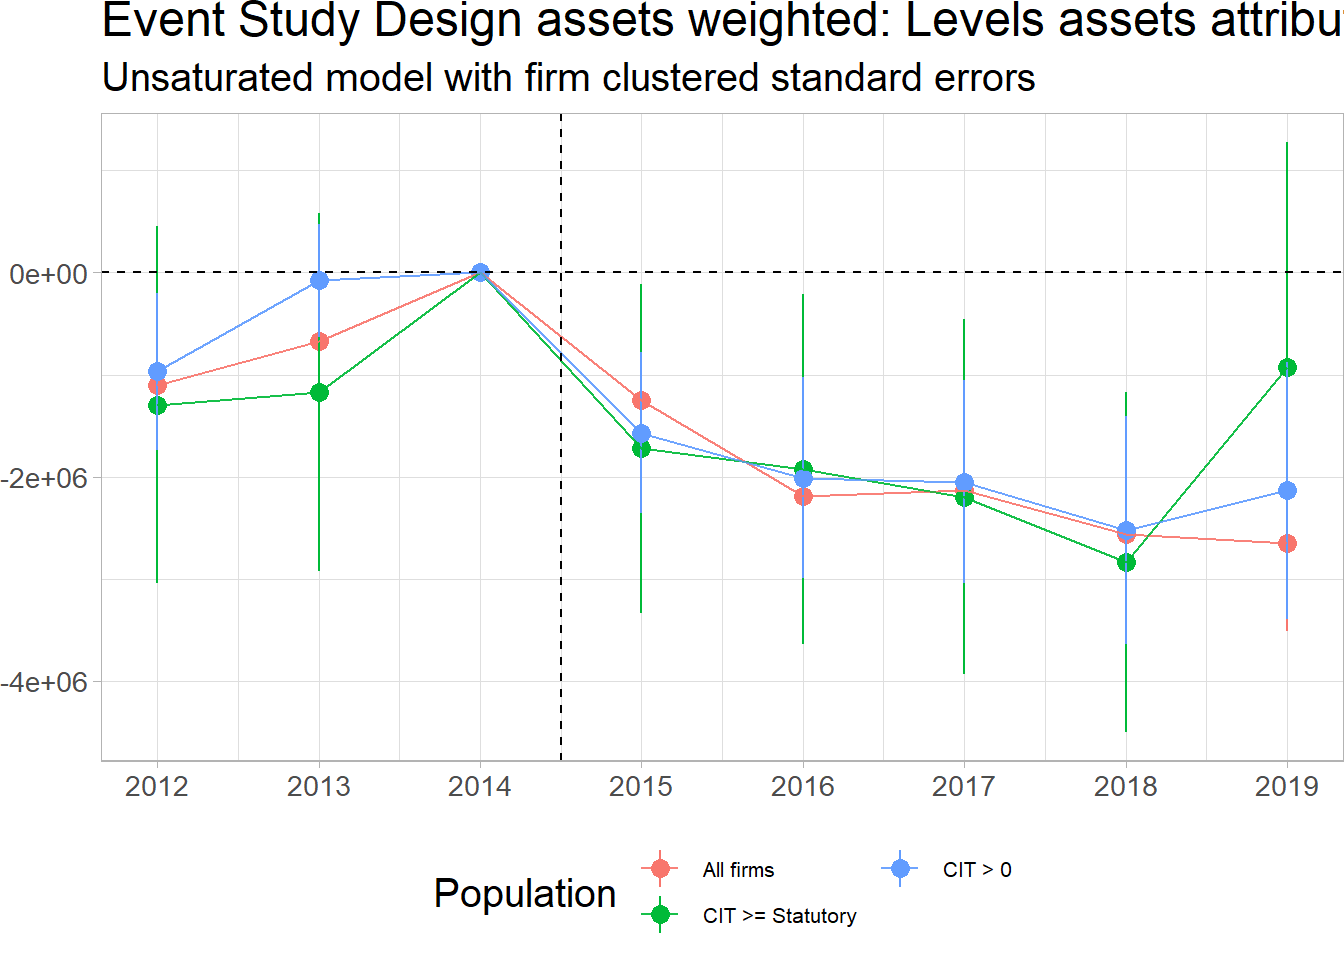 Event Study Design assets weighted: Levels assets attribu
Unsaturated model with firm clustered standard errors
0e+00
-2e+06
-4e+06
2012 2013 2014 2015 2016 2017 2018 2019
Population
All firms
CIT > 0
CIT >= Statutory